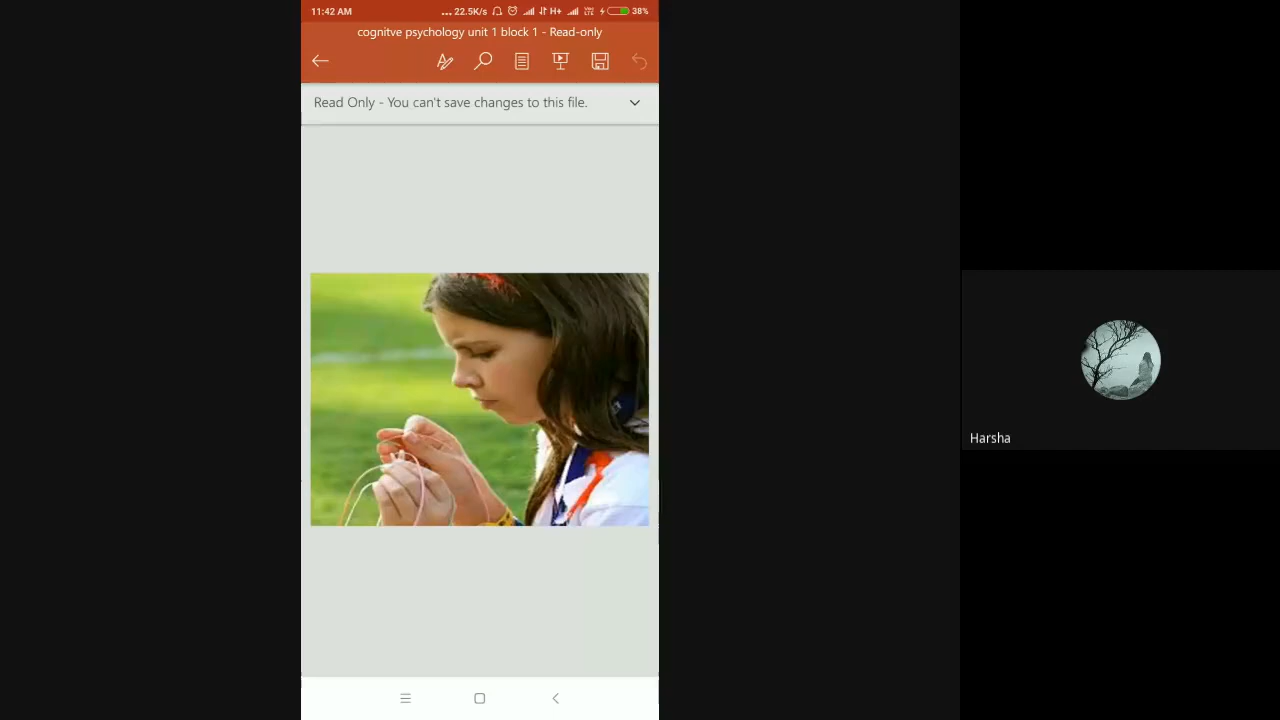 11:42 AM
... 22.5K/s
H+
38%
cognitve psychology unit 1 block 1 - Read-only
Read Only - You can't save changes to this file.
Harsha